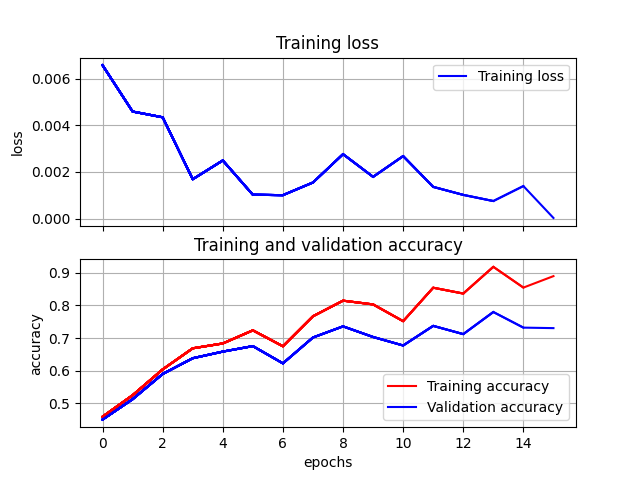 Training loss
Training loss
loss
0.006
0.004
0.002
0.000
Training and validation accuracy
accuracy
0.9
0.8
0.7
0.6
0.5
Training accuracy
Validation accuracy
0 2 4 6 8 10 12 14
epochs